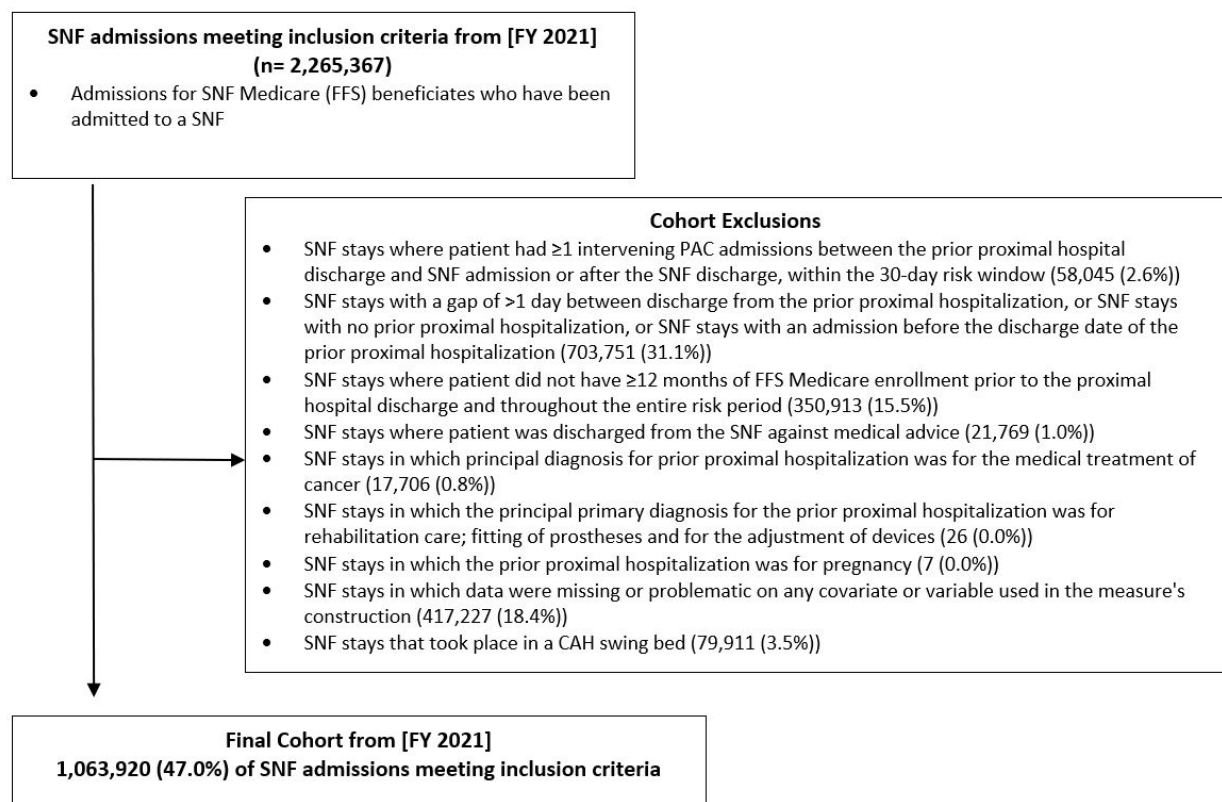 SNF admissions meeting inclusion criteria from [FY 2021]
(n= 2,265,367)
• Admissions for SNF Medicare (FFS) beneficiates who have been
admitted to a SNF
Cohort Exclusions
• SNF stays where patient had ≥1 intervening PAC admissions between the prior proximal hospital
discharge and SNF admission or after the SNF discharge, within the 30-day risk window (58,045 (2.6%))
• SNF stays with a gap of >1 day between discharge from the prior proximal hospitalization, or SNF stays
with no prior proximal hospitalization, or SNF stays with an admission before the discharge date of the
prior proximal hospitalization (703,751 (31.1%))
• SNF stays where patient did not have ≥12 months of FFS Medicare enrollment prior to the proximal
hospital discharge and throughout the entire risk period (350,913 (15.5%))
• SNF stays where patient was discharged from the SNF against medical advice (21,769 (1.0%))
• SNF stays in which principal diagnosis for prior proximal hospitalization was for the medical treatment of
cancer (17,706 (0.8%))
• SNF stays in which the principal primary diagnosis for the prior proximal hospitalization was for
rehabilitation care; fitting of prostheses and for the adjustment of devices (26 (0.0%))
• SNF stays in which the prior proximal hospitalization was for pregnancy (7 (0.0%))
• SNF stays in which data were missing or problematic on any covariate or variable used in the measure's
construction (417,227 (18.4%))
• SNF stays that took place in a CAH swing bed (79,911 (3.5%))
Final Cohort from [FY 2021]
1,063,920 (47.0%) of SNF admissions meeting inclusion criteria